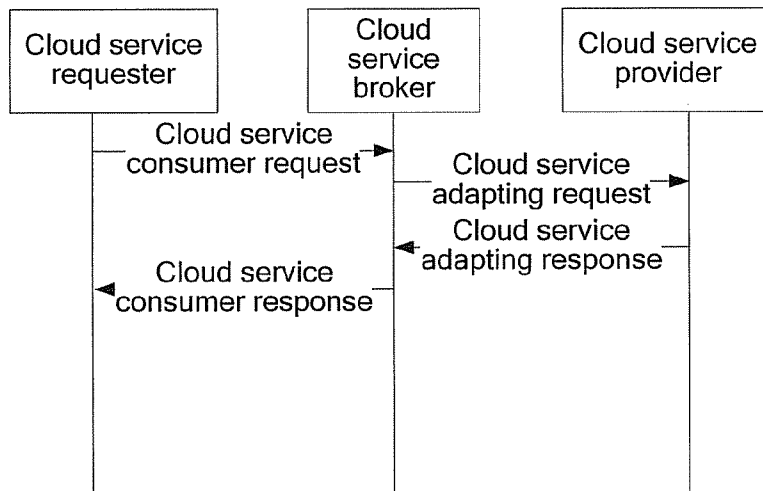 Cloud service
requester
Cloud
service
broker
Cloud service
provider
Cloud service
consumer request
Cloud service
adapting request
Cloud service
adapting response
Cloud service
consumer response